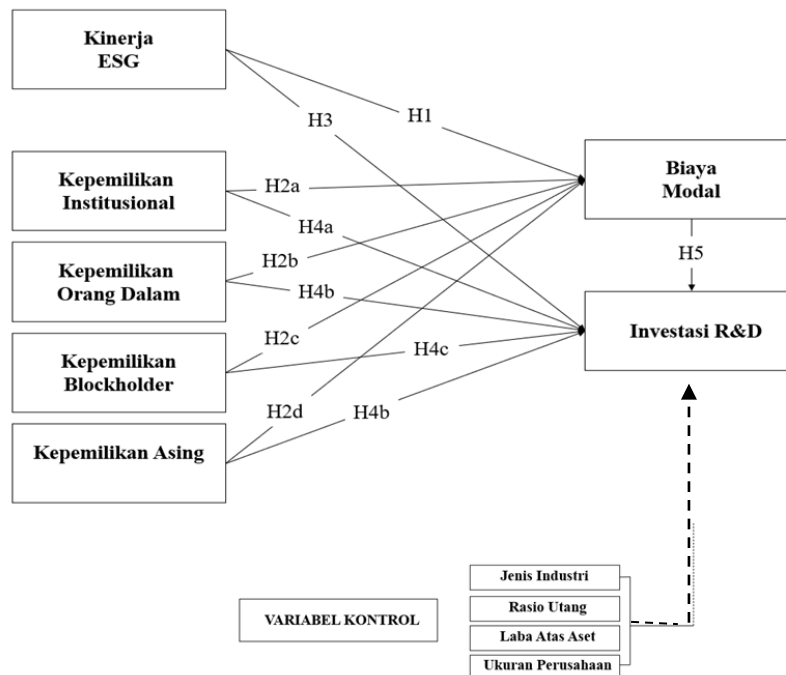 Kinerja
ESG
H1
H3
Kepemilikan
Institusional
H2a
H4a
Biaya
Modal
Kepemilikan
Orang Dalam
H2b
H4b
H5
Kepemilikan
Blockholder
H2c
H4c
Investasi R&D
Kepemilikan Asing
H2d
H4b
VARIABEL KONTROL
Jenis Industri
Rasio Utang
Laba Atas Aset
Ukuran Perusahaan